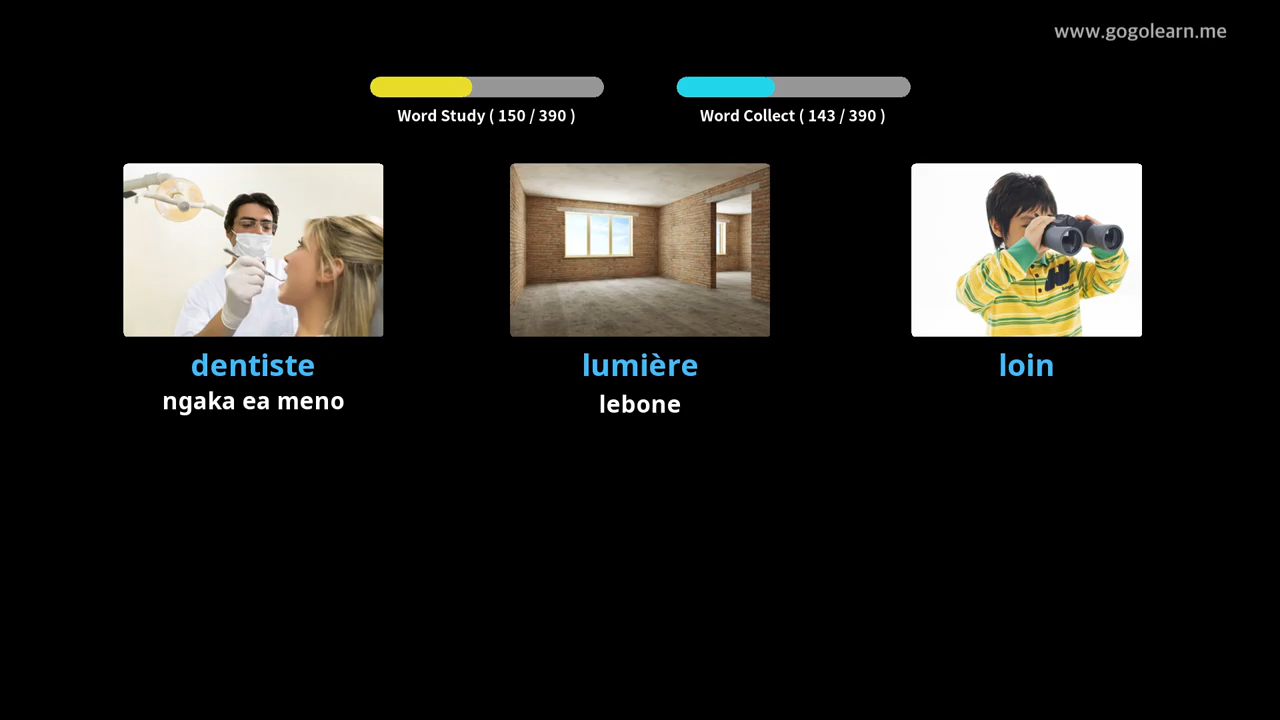 www.gogolearn.me
Word Study ( 150 / 390 )
Word Collect ( 143 / 390 )
dentiste
lumière
loin
ngaka ea meno
lebone